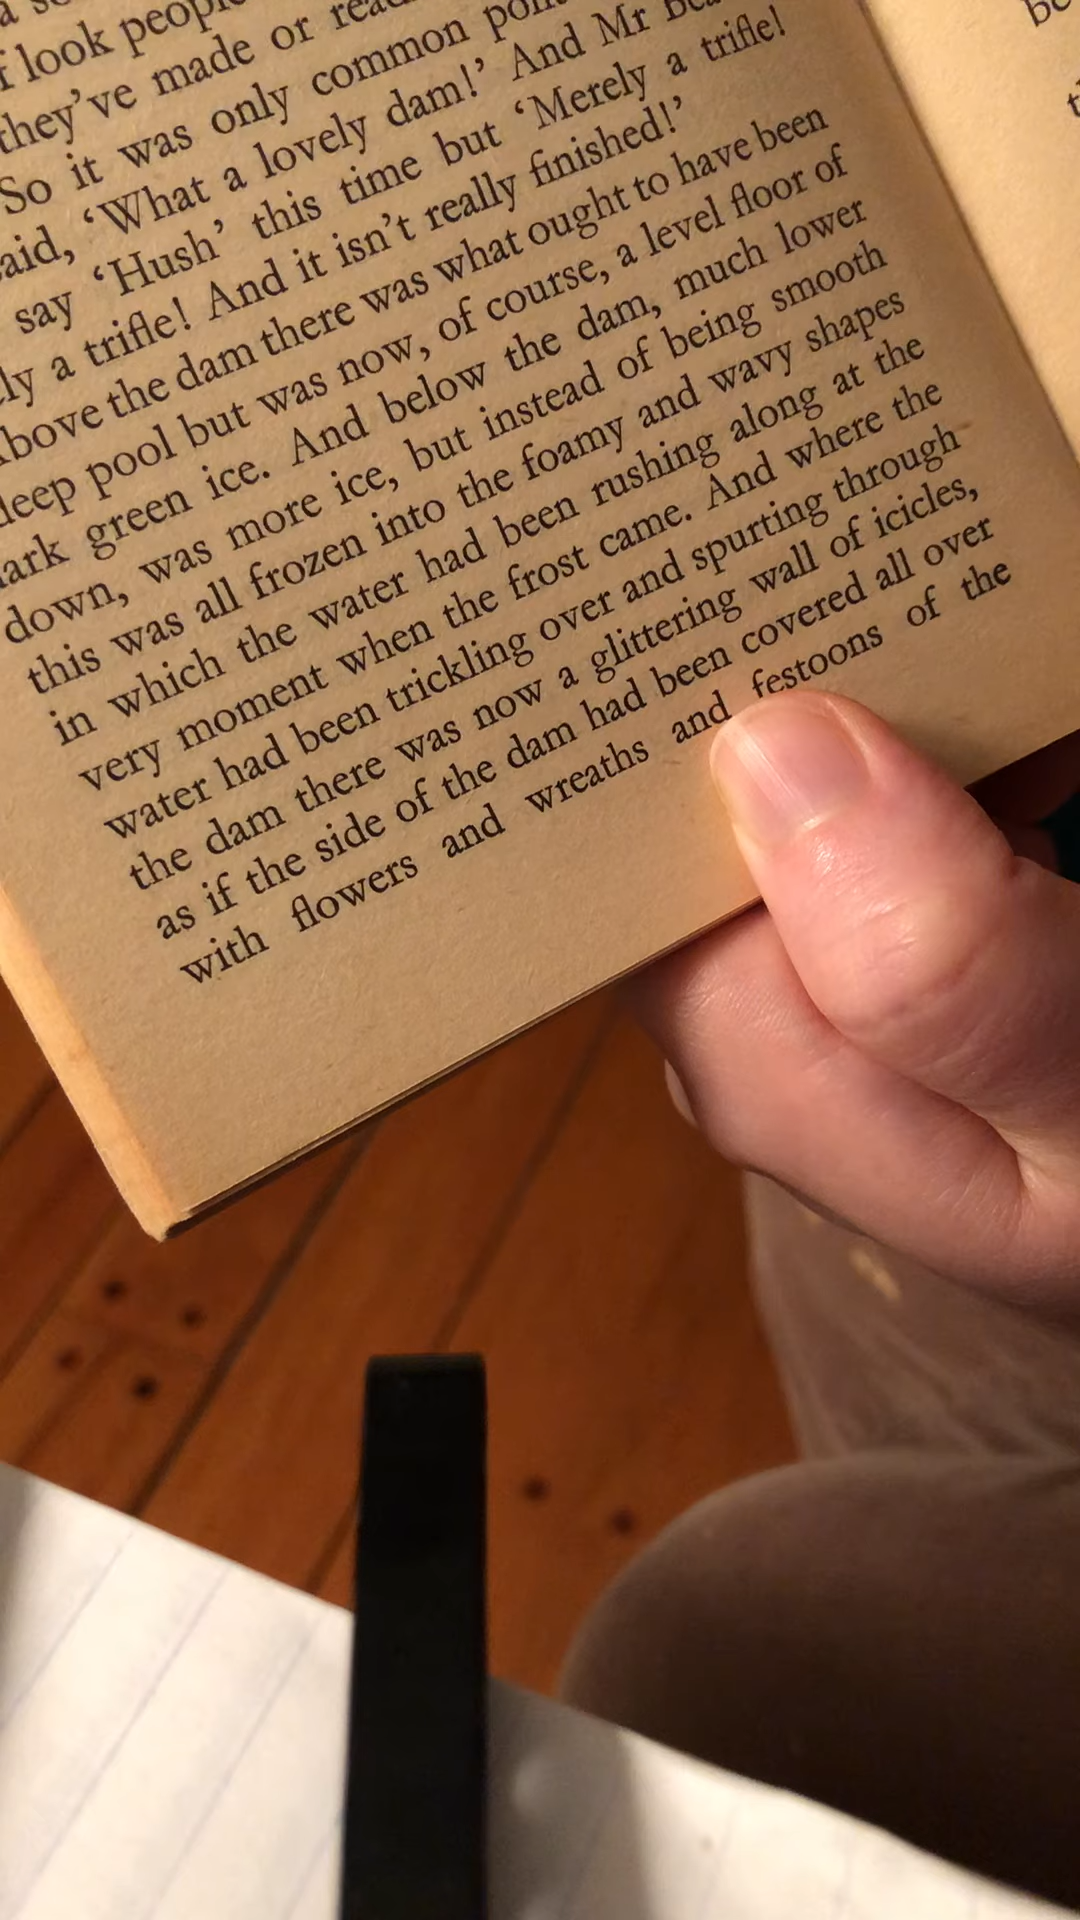 look people
they've made or
So it was only common
'What a lovely dam!' And Mr
say 'Hush' this time but 'Merely a trifle!
a trifle! And it isn't really finished!'
bove the dam there was what ought to have been
deep pool but was now, of course, a level floor of
ark green ice. And below the dam, much lower
down, was more ice, but instead of being smooth
this was all frozen into the foamy and wavy shapes
in which the water had been rushing along at the
very moment when the frost came. And where the
water had been trickling over and spurting through
the dam there was now a glittering wall of icicles,
as if the side of the dam had been covered all over
with flowers and wreaths and festoons of the